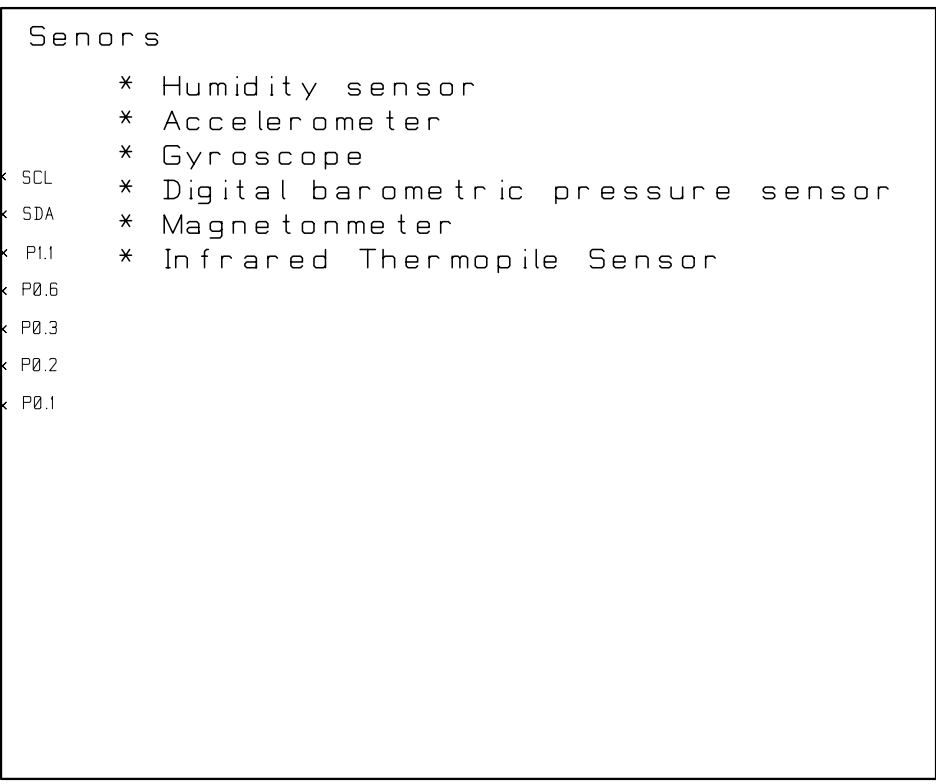 Senors
* Humidity sensor
* Accelerometer
* Gyroscope
* Digital barometric pressure sensor
* Magnetonmeter
* Infrared Thermopile Sensor
SCL
SDA
P1.1
P0.6
P0.3
P0.2
P0.1